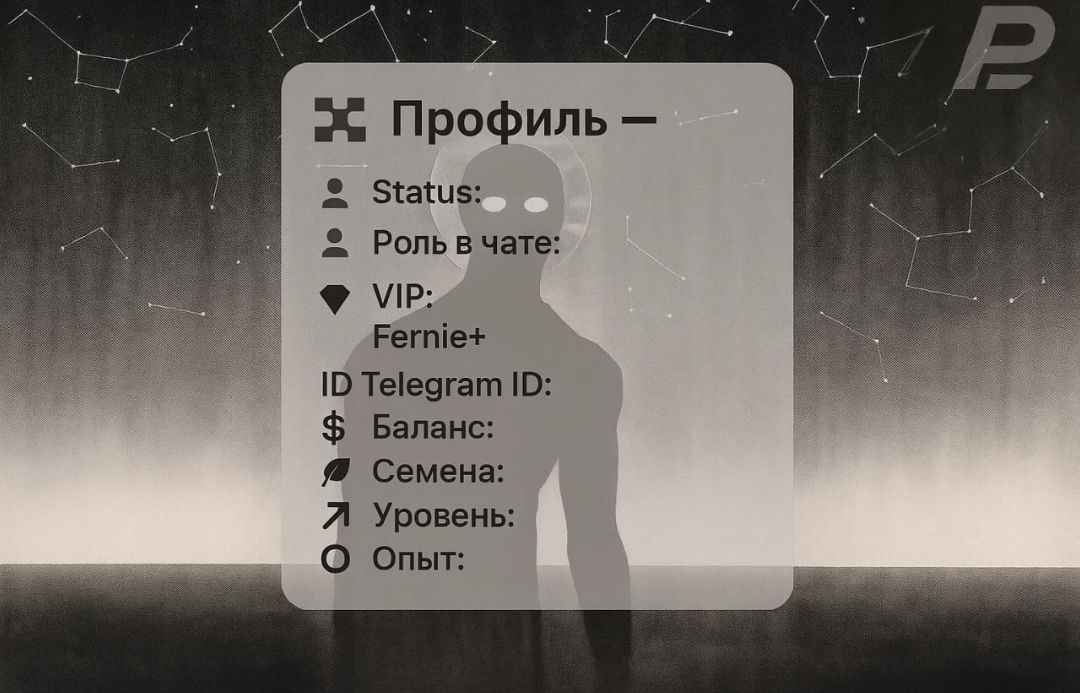 Профиль —
Status:
Роль в чате:
VIP:
Fernie+
ID Telegram ID:
$ Баланс:
Семена:
Уровень:
Опыт: